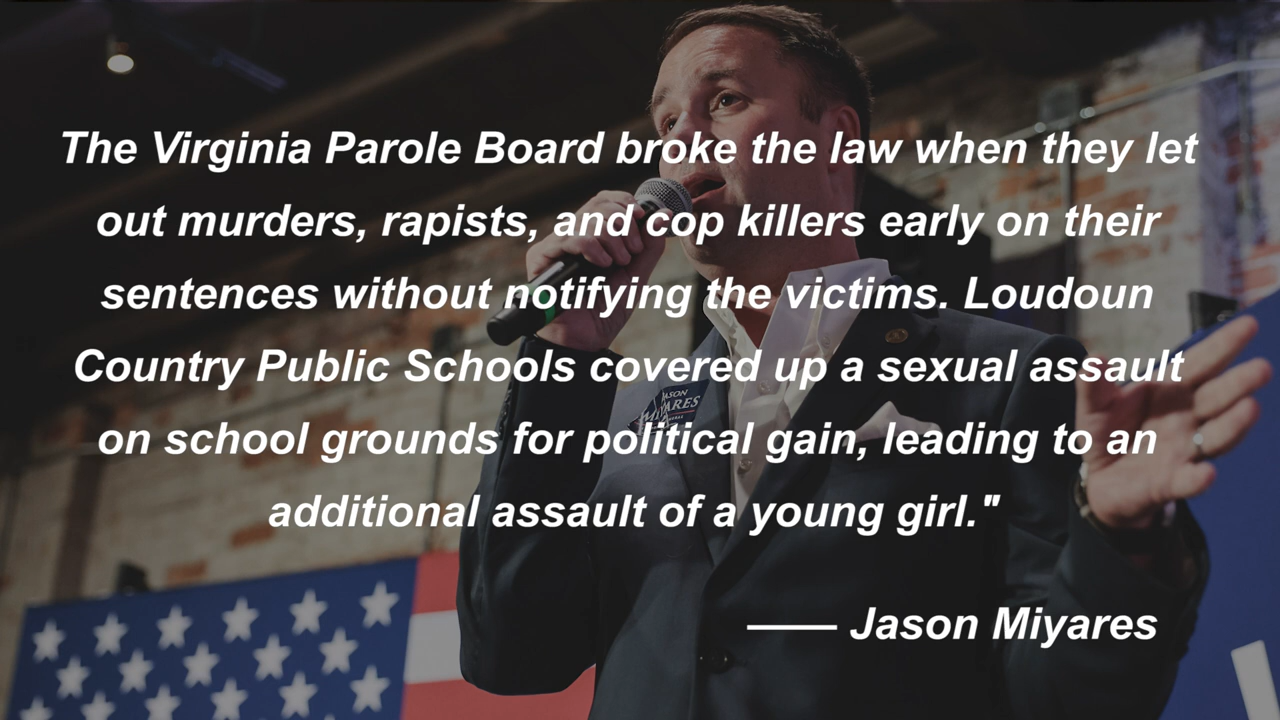 The Virginia Parole Board broke the law when they let
out murders, rapists, and cop killers early on their
sentences without notifying the victims. Loudoun
Country Public Schools covered up a sexual assault
on school grounds for political gain, leading to an
additional assault of a young girl."
—— Jason Miyares
JASON
MIYARES